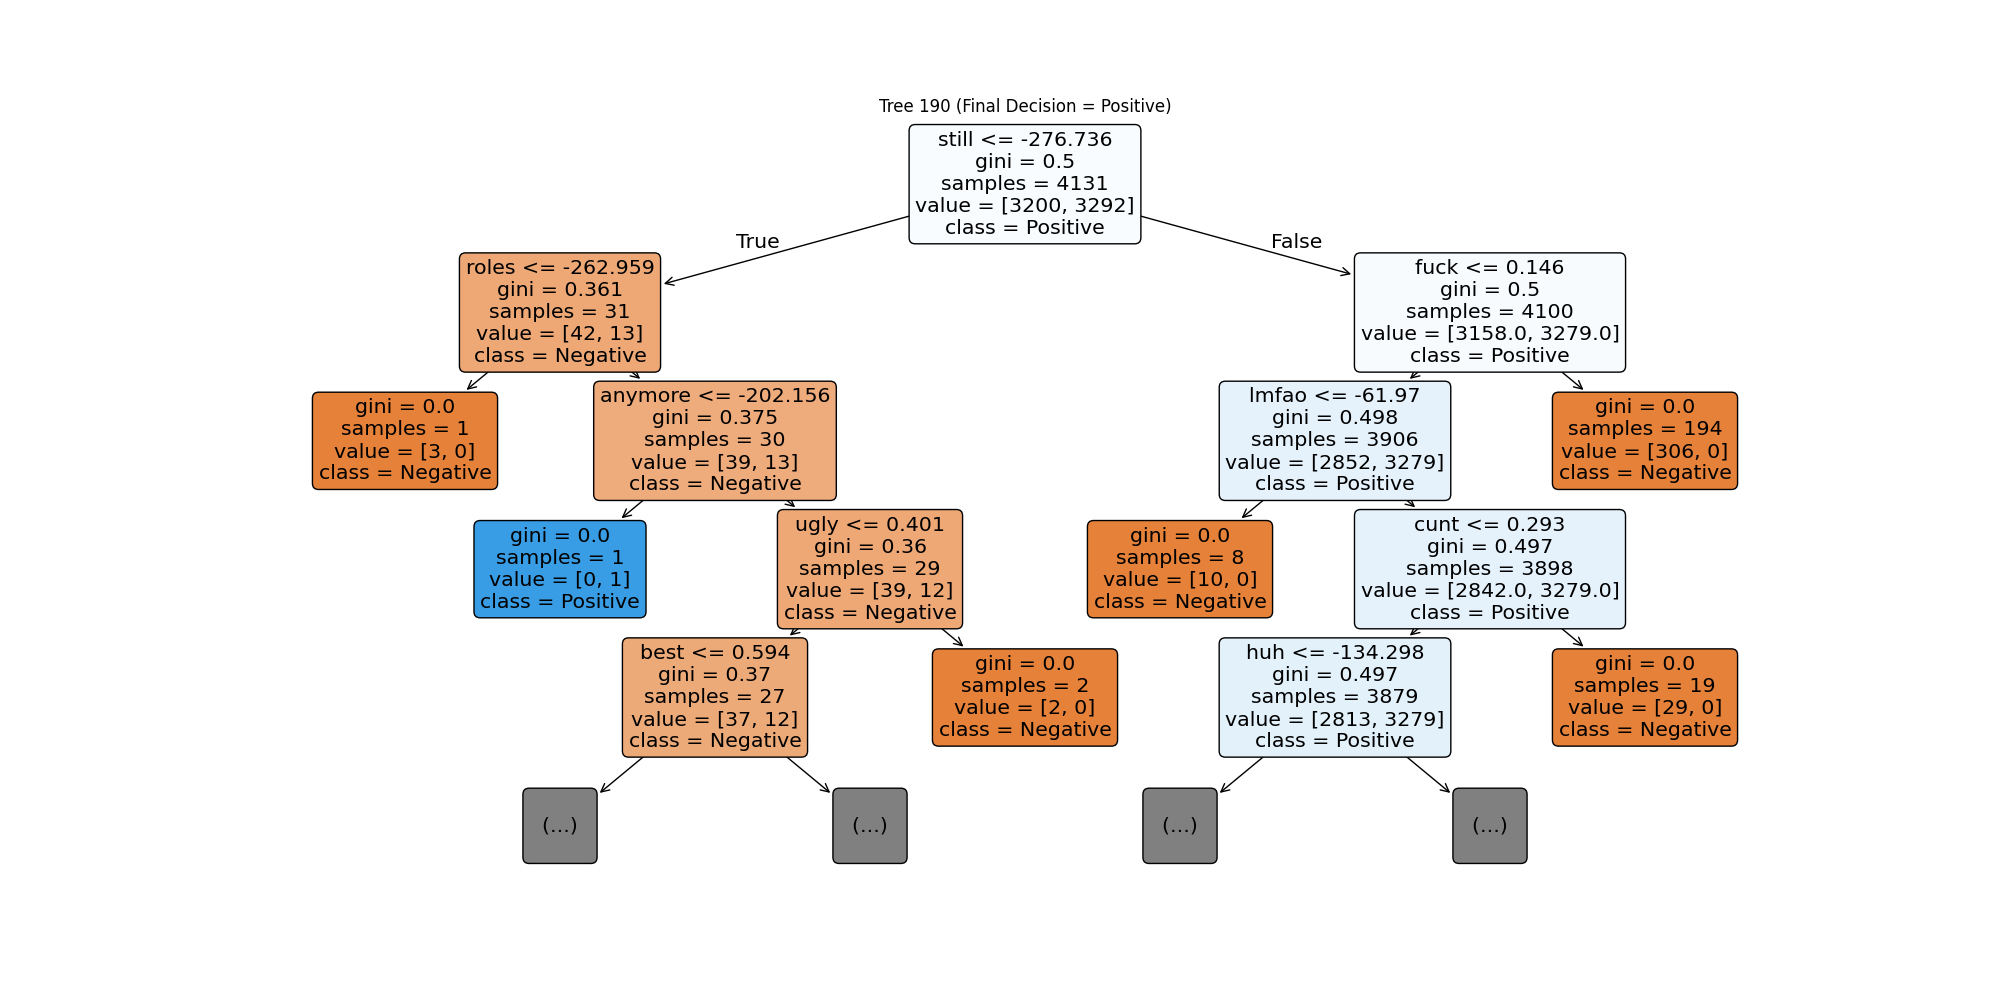 Tree 190 (Final Decision = Positive)
still <= -276.736
gini = 0.5
samples = 4131
value = [3200, 3292]
class = Positive
True
False
roles <= -262.959
gini = 0.361
samples = 31
value = [42, 13]
class = Negative
fuck <= 0.146
gini = 0.5
samples = 4100
value = [3158.0, 3279.0]
class = Positive
gini = 0.0
samples = 1
value = [3, 0]
class = Negative
anymore <= -202.156
gini = 0.375
samples = 30
value = [39, 13]
class = Negative
lmfao <= -61.97
gini = 0.498
samples = 3906
value = [2852, 3279]
class = Positive
gini = 0.0
samples = 194
value = [306, 0]
class = Negative
gini = 0.0
samples = 1
value = [0, 1]
class = Positive
ugly <= 0.401
gini = 0.36
samples = 29
value = [39, 12]
class = Negative
gini = 0.0
samples = 8
value = [10, 0]
class = Negative
cunt <= 0.293
gini = 0.497
samples = 3898
value = [2842.0, 3279.0]
class = Positive
best <= 0.594
gini = 0.37
samples = 27
value = [37, 12]
class = Negative
gini = 0.0
samples = 2
value = [2, 0]
class = Negative
huh <= -134.298
gini = 0.497
samples = 3879
value = [2813, 3279]
class = Positive
gini = 0.0
samples = 19
value = [29, 0]
class = Negative
(...)
(...)
(...)
(...)